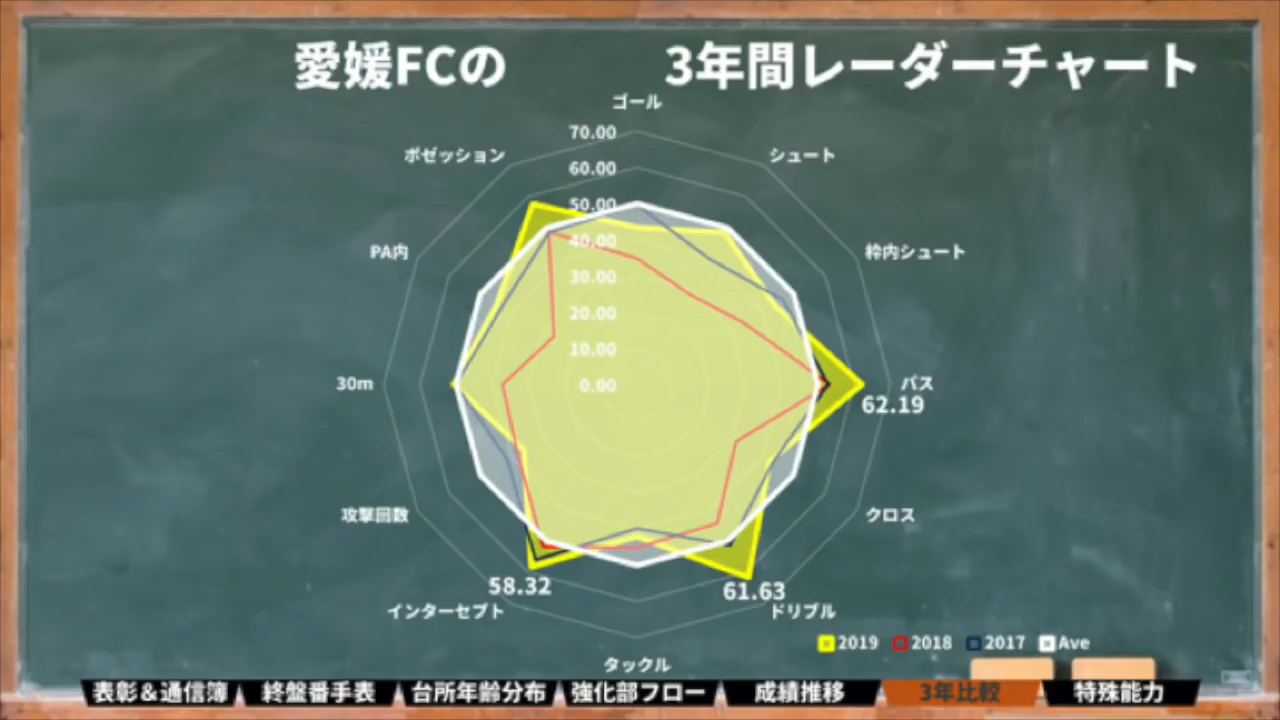 愛媛FCの 3年間レーダーチャート
ゴール
70.00
ポゼッション
シュート
60.00
50.00
40.00
PA内
枠内シュート
30.00
20.00
10.00
30m
0.00
パス
62.19
攻撃回数
クロス
58.32
61.63
インターセプト
ドリブル
2019 2018 2017 Ave
タックル
表彰＆通信簿 終盤番手表 台所年齢分布 強化部フロー 成績推移 3年比較 特殊能力